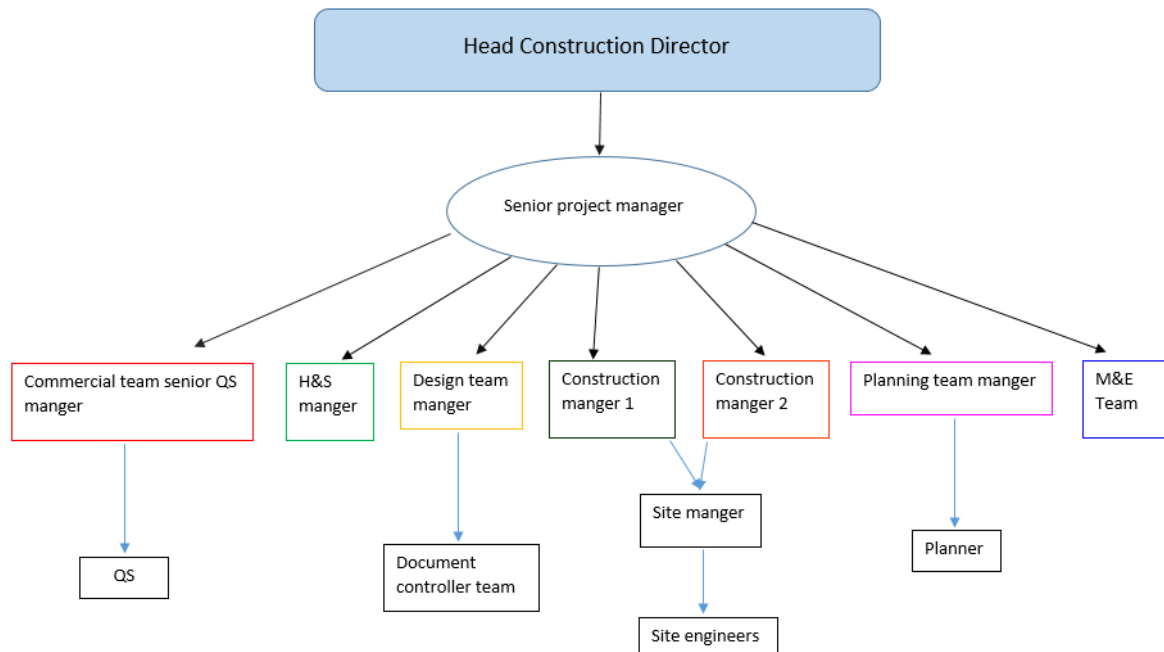 Head Construction Director
Senior project manager
Commercial team senior QS
manger
H&S
manger
Design team
manger
Construction
manger 1
Construction
manger 2
Planning team manger
M&E
Team
Site manger
QS
Document
controller team
Planner
Site engineers